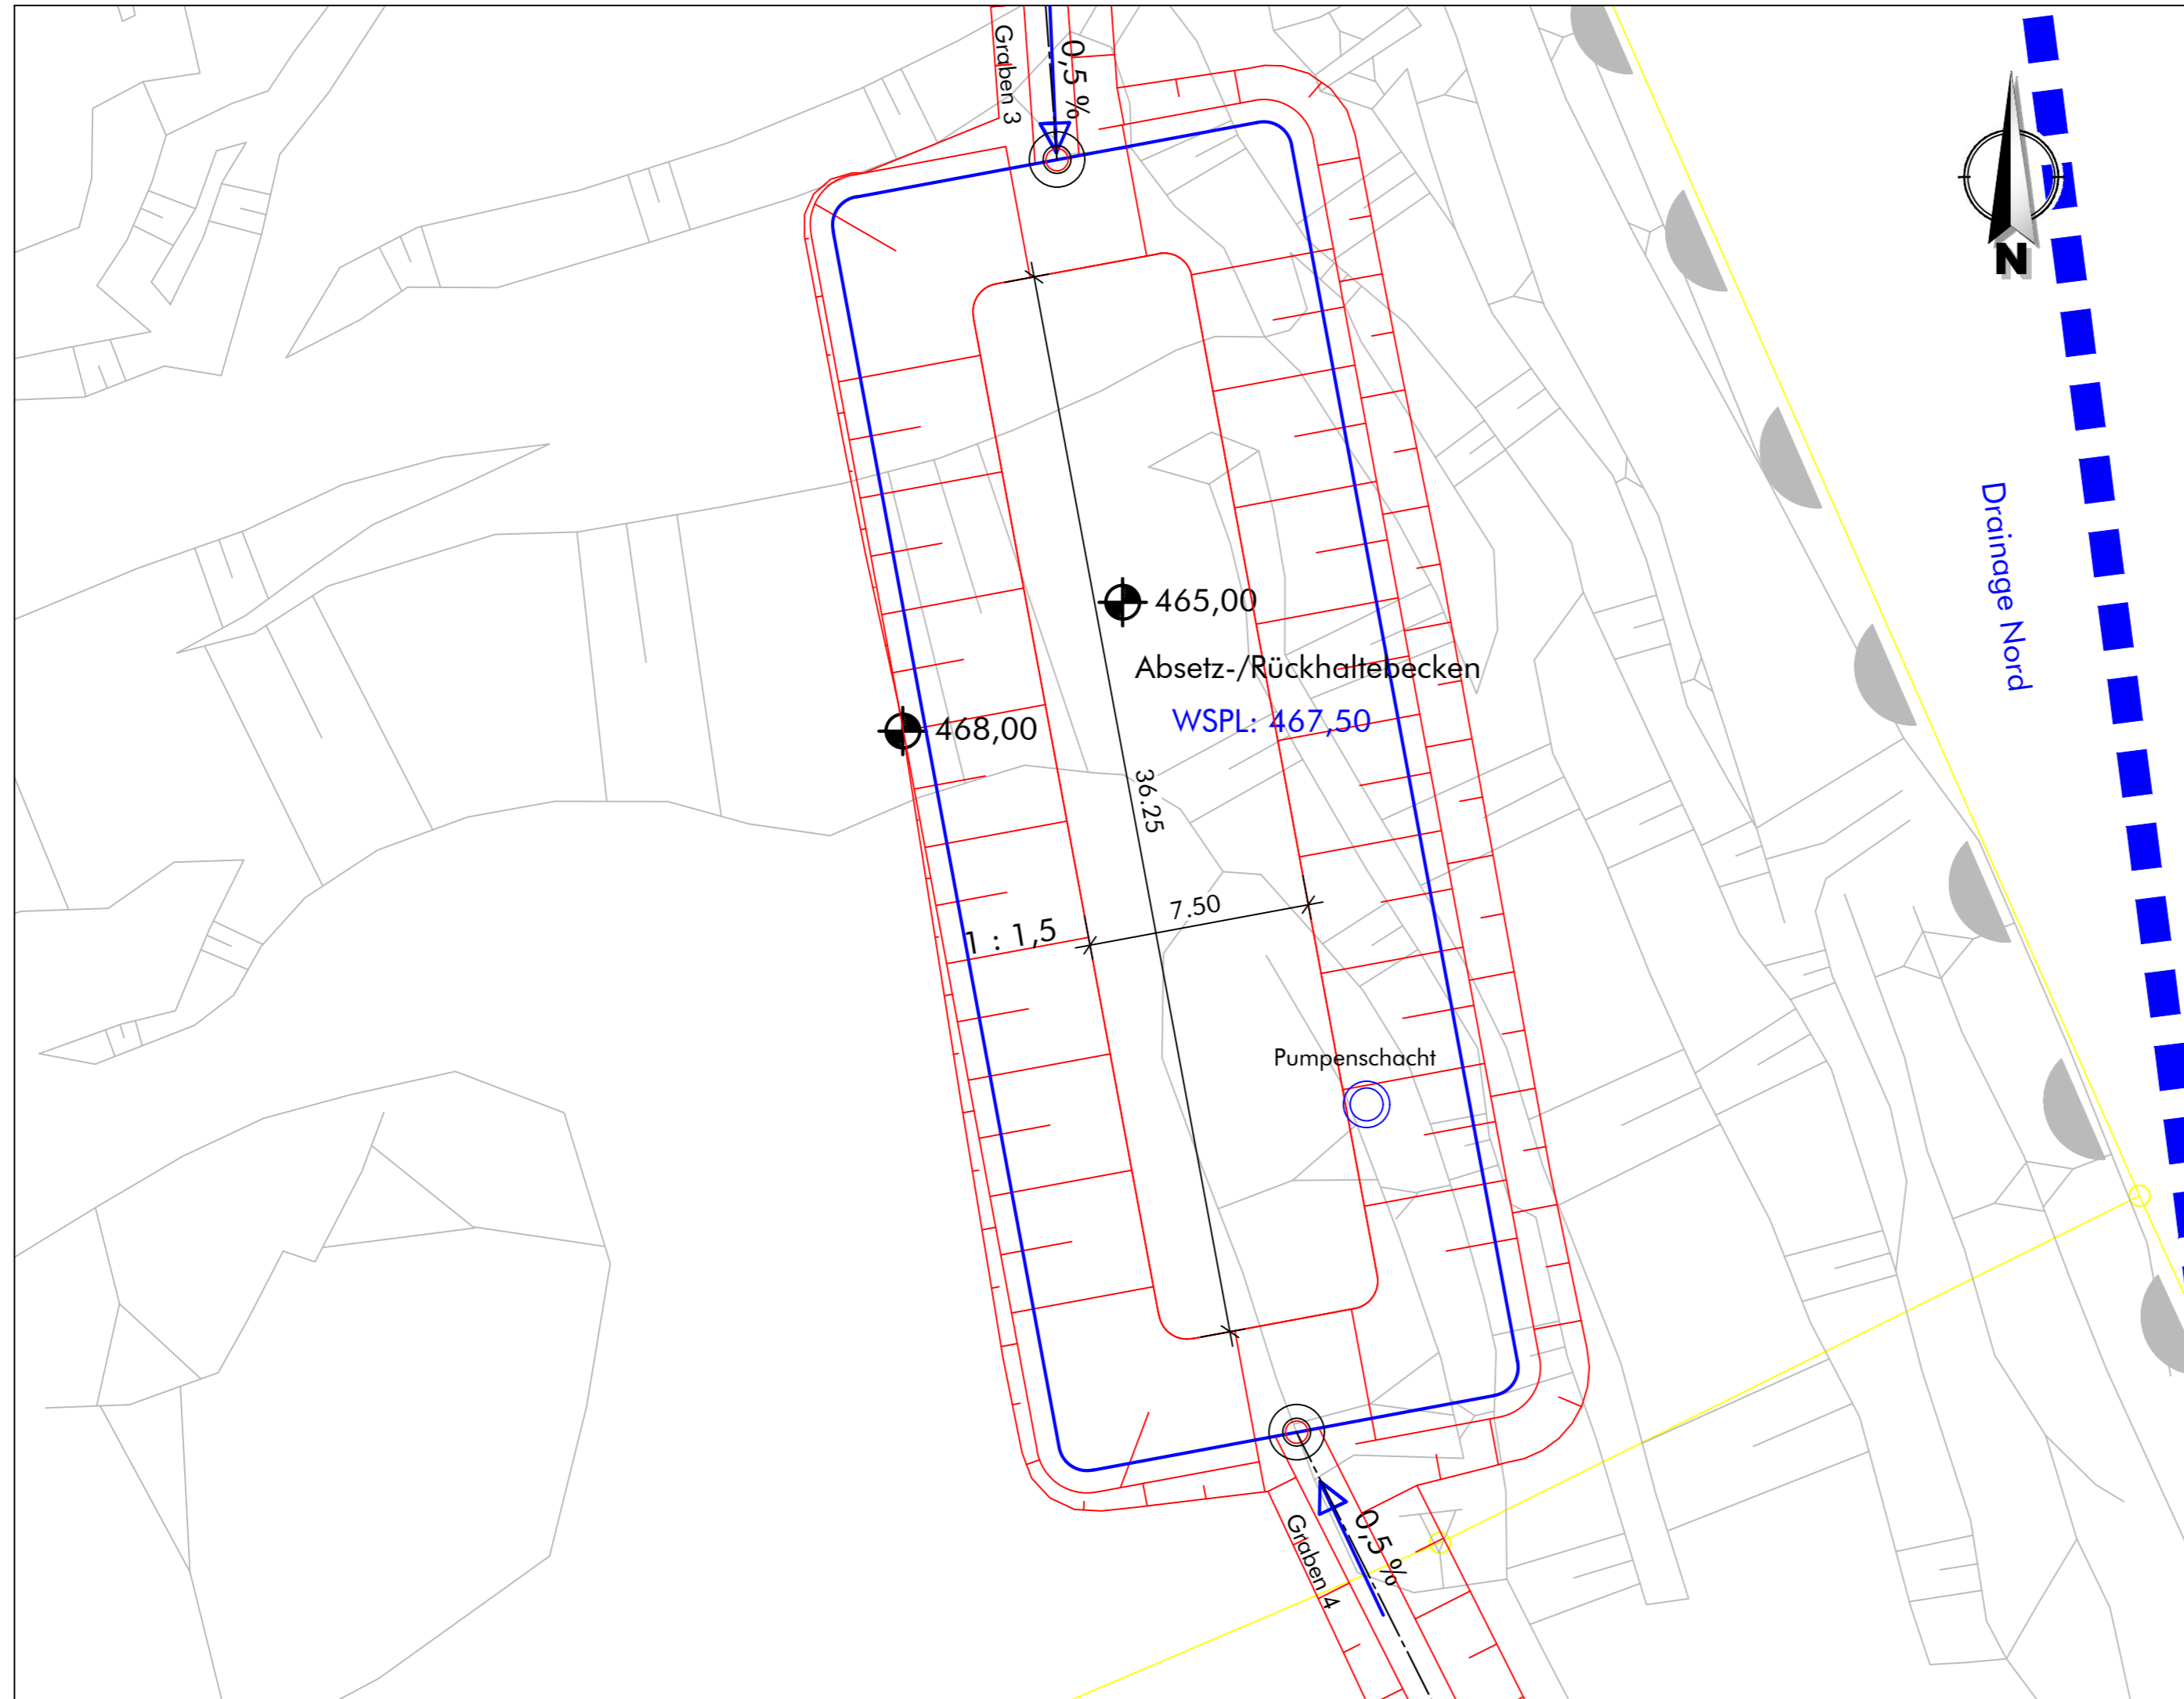 Graben 3
0,5 %
N
Drainage Nord
465,00
Absetz-/Rückhaltebecken
WSPL: 467,50
468,00
36.25
7.50
1 : 1,5
Pumpenschacht
Graben 4
0,5 %